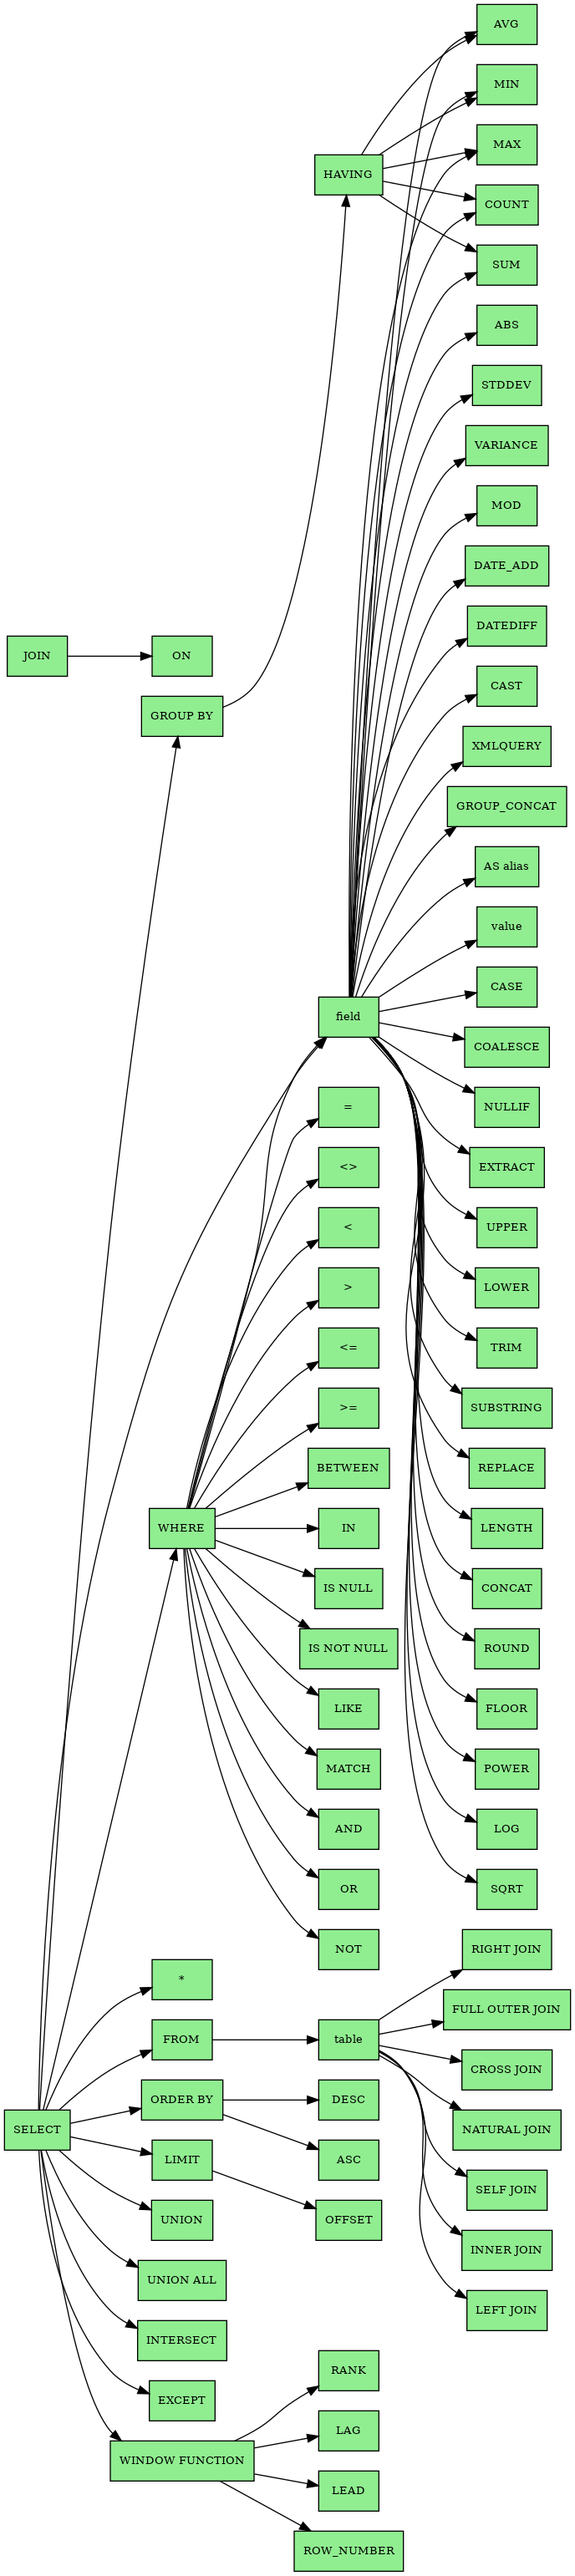 AVG
MIN
MAX
HAVING
COUNT
SUM
ABS
STDDEV
VARIANCE
MOD
DATE_ADD
DATEDIFF
JOIN
ON
CAST
GROUP BY
XMLQUERY
GROUP_CONCAT
AS alias
value
CASE
field
COALESCE
=
NULLIF
<>
EXTRACT
<
UPPER
>
LOWER
<=
TRIM
>=
SUBSTRING
BETWEEN
REPLACE
WHERE
IN
LENGTH
IS NULL
CONCAT
IS NOT NULL
ROUND
LIKE
FLOOR
MATCH
POWER
AND
LOG
OR
SQRT
NOT
RIGHT JOIN
*
FULL OUTER JOIN
FROM
table
CROSS JOIN
ORDER BY
DESC
SELECT
NATURAL JOIN
LIMIT
ASC
SELF JOIN
UNION
OFFSET
INNER JOIN
UNION ALL
LEFT JOIN
INTERSECT
RANK
EXCEPT
LAG
WINDOW FUNCTION
LEAD
ROW_NUMBER